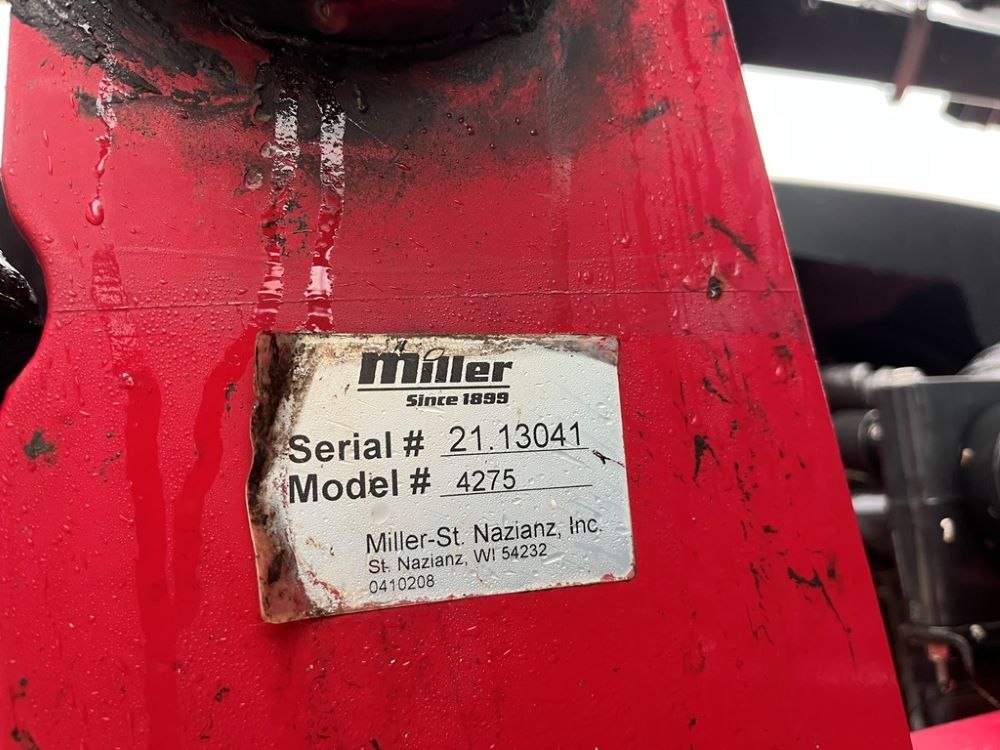 Miller
Since 1899
Serial # 21.13041
Model # 4275
Miller-St. Nazianz, Inc.
St. Nazianz, WI 54232
0410208